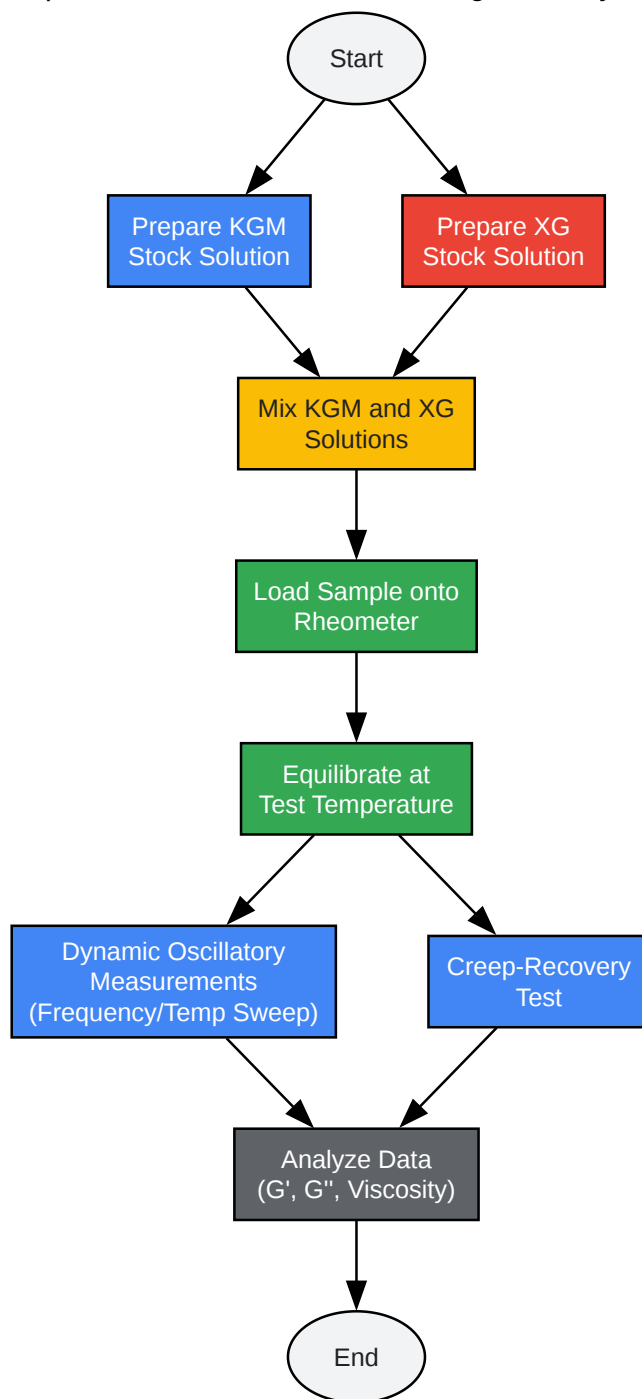 Start
Prepare KGM
Stock Solution
Prepare XG
Stock Solution
Mix KGM and XG
Solutions
Load Sample onto
Rheometer
Equilibrate at
Test Temperature
Dynamic Oscillatory
Measurements
(Frequency/Temp Sweep)
Creep-Recovery
Test
Analyze Data
(G', G'', Viscosity)
End